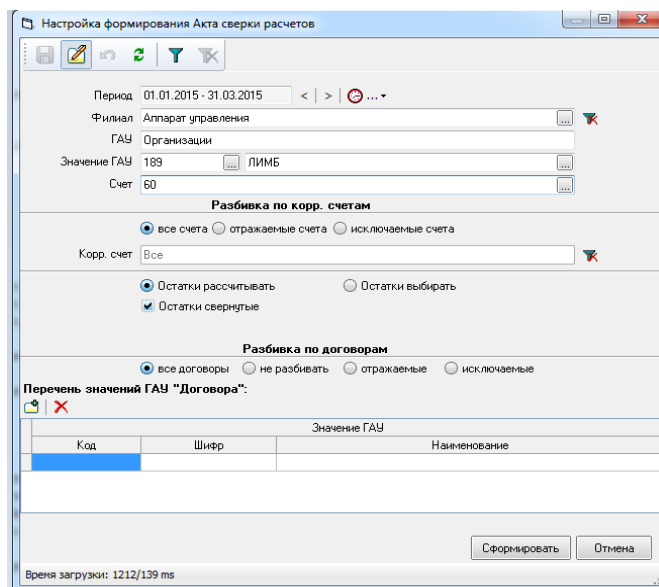 Настройка формирования Акта сверки расчетов
Период 01.01.2015 - 31.03.2015 < | > ...
Филиал Аппарат управления ...
ГАУ Организации
Значение ГАУ 189 ... ЛИМБ ...
Счет 60 ...
Разбивка по корр. счетам
все счета отражаемые счета исключаемые счета
Корр. счет Все
Остатки рассчитывать Остатки выбирать
Остатки свернутые
Разбивка по договорам
все договоры не разбивать отражаемые исключаемые
Перечень значений ГАУ "Договора":
Значение ГАУ
Код Шифр Наименование
Сформировать Отмена
Время загрузки: 1212/139 ms